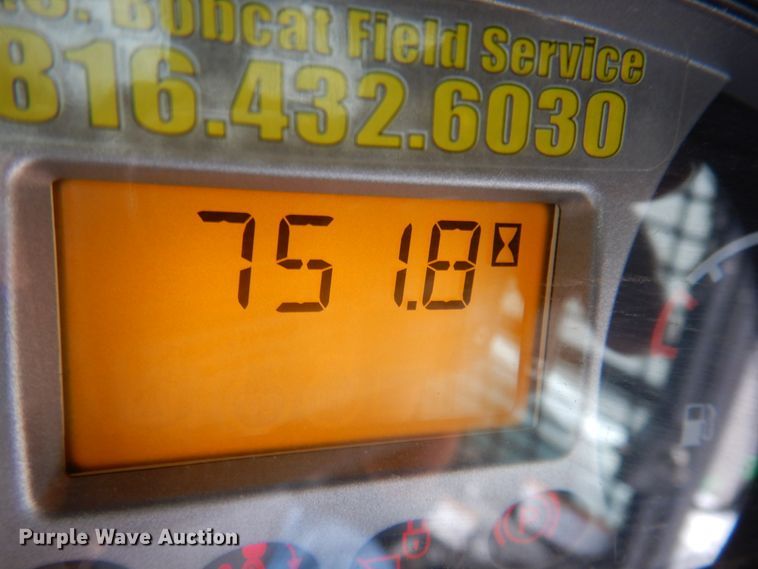 Bobcat Field Service
816.432.6030
751.8
Purple Wave Auction